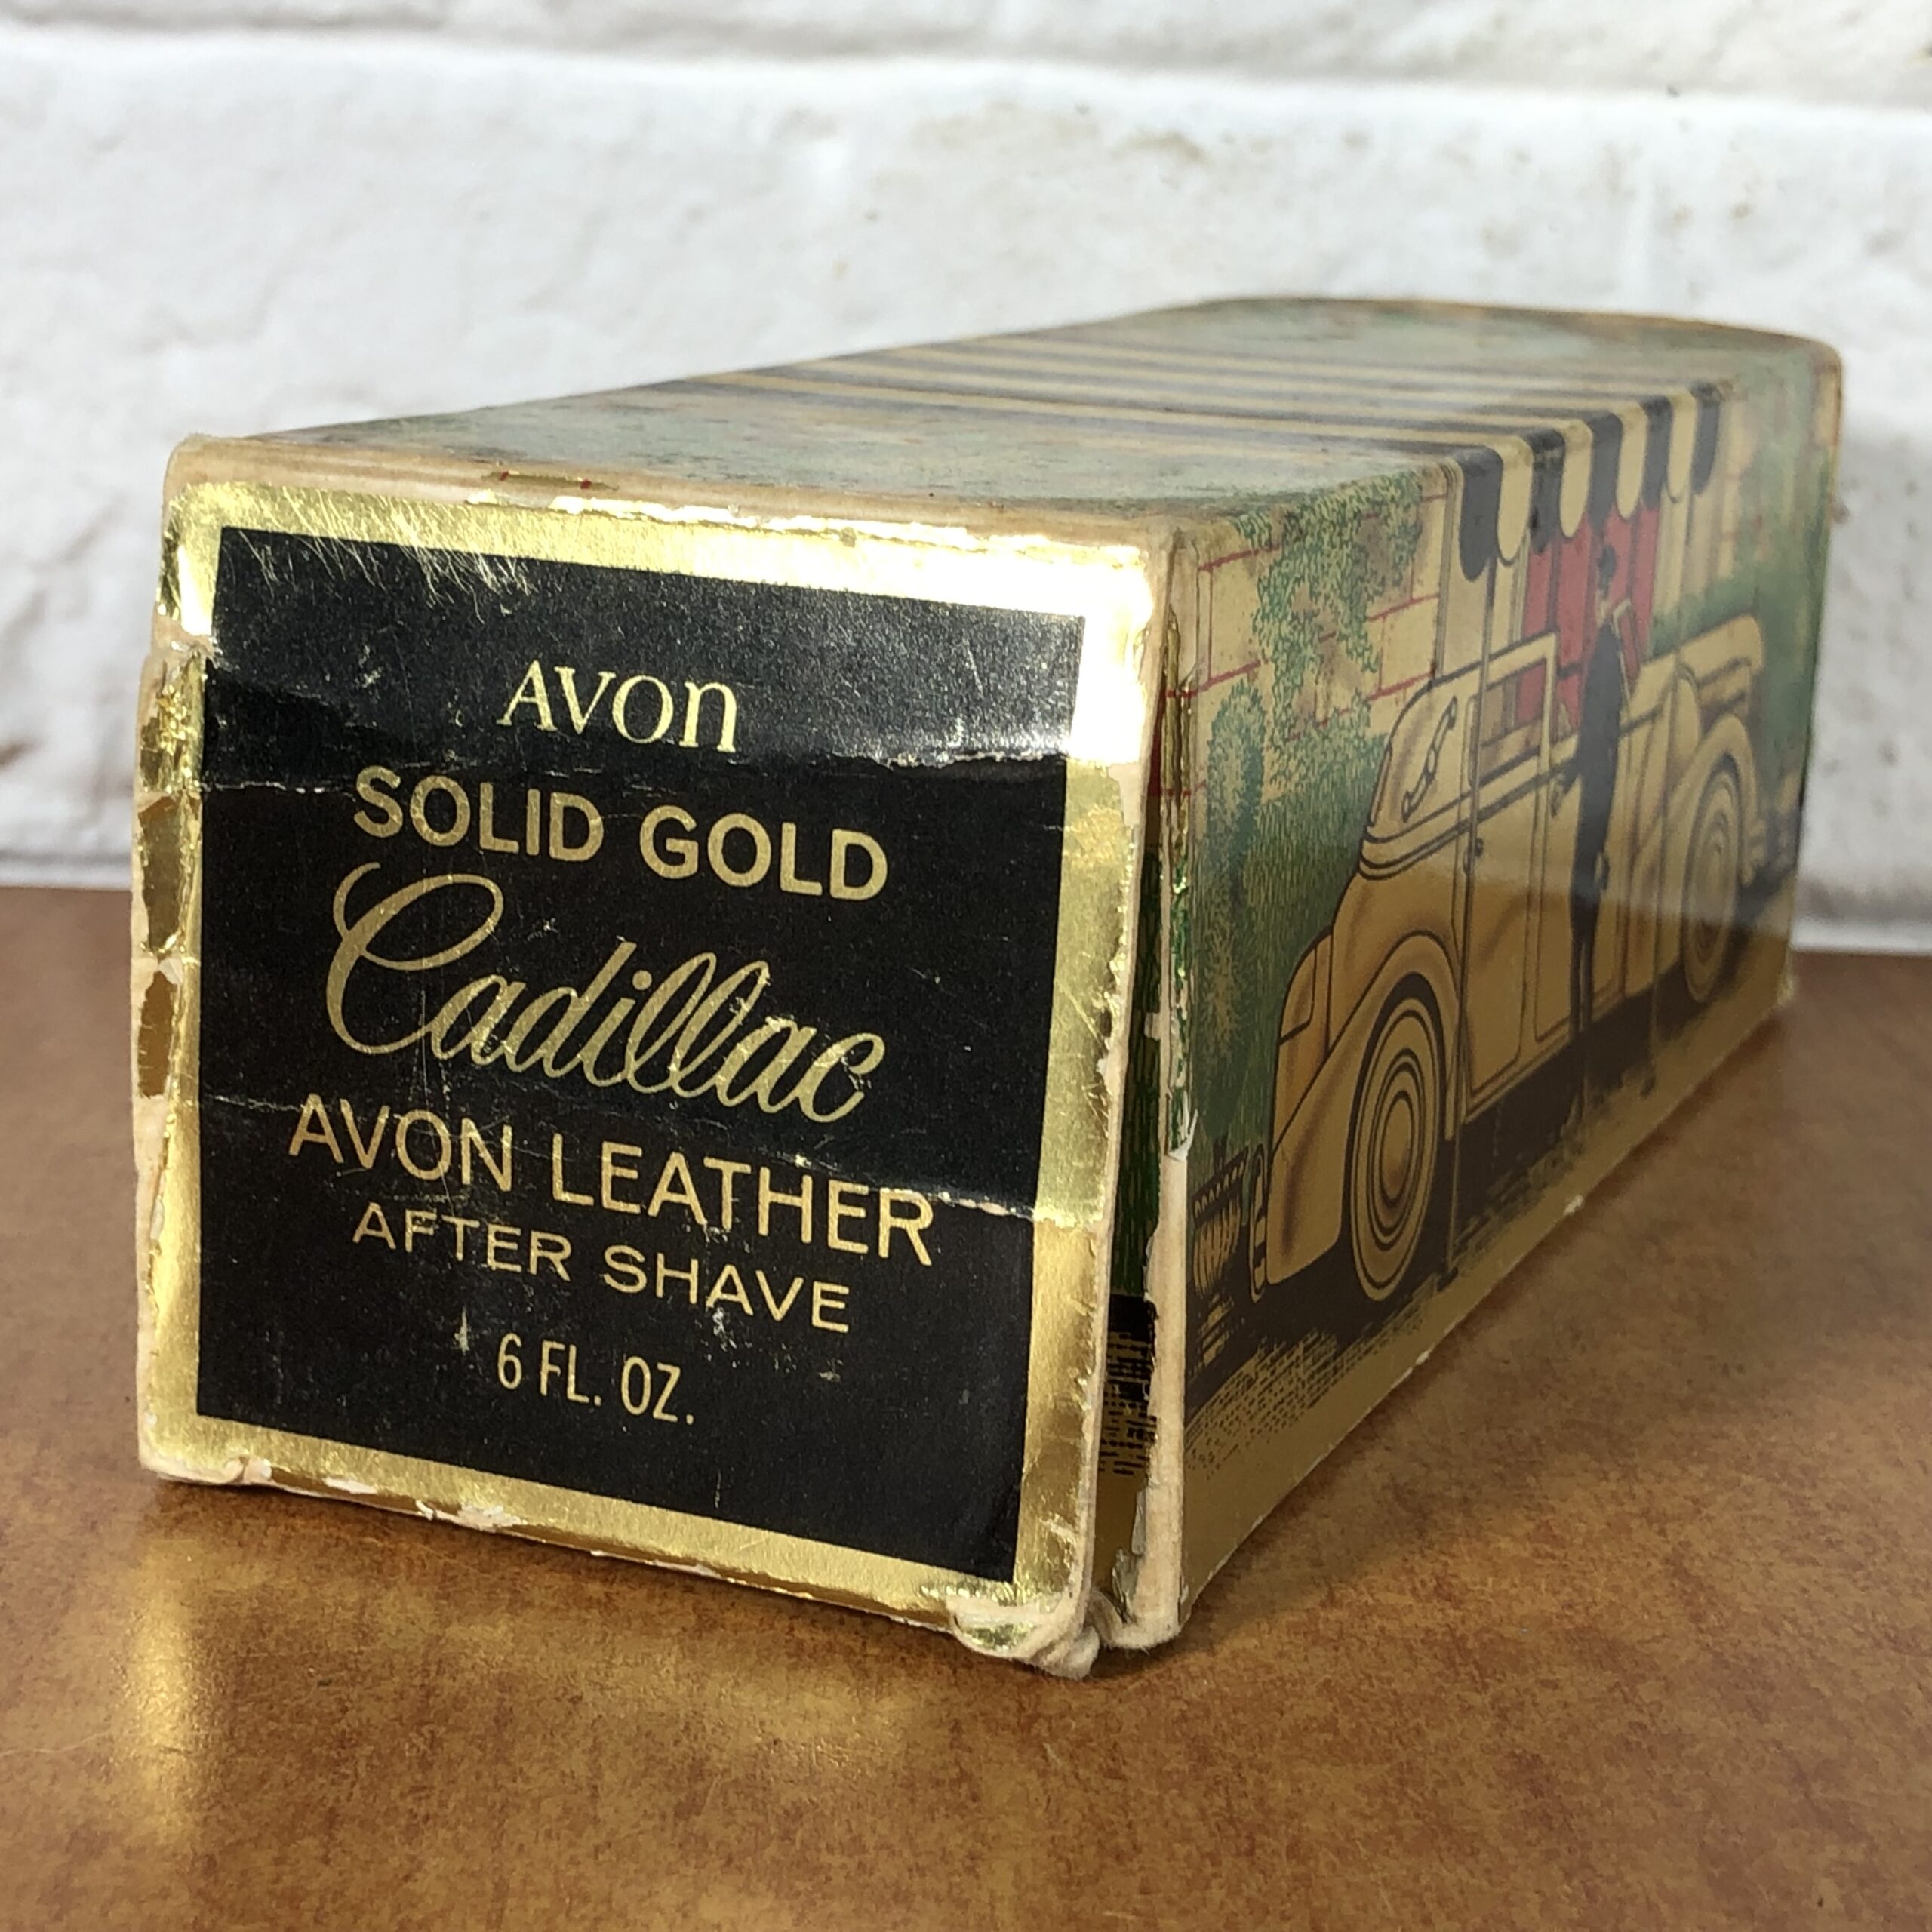 AVON
SOLID GOLD
Cadillac
AVON LEATHER
AFTER SHAVE
6 FL. OZ.